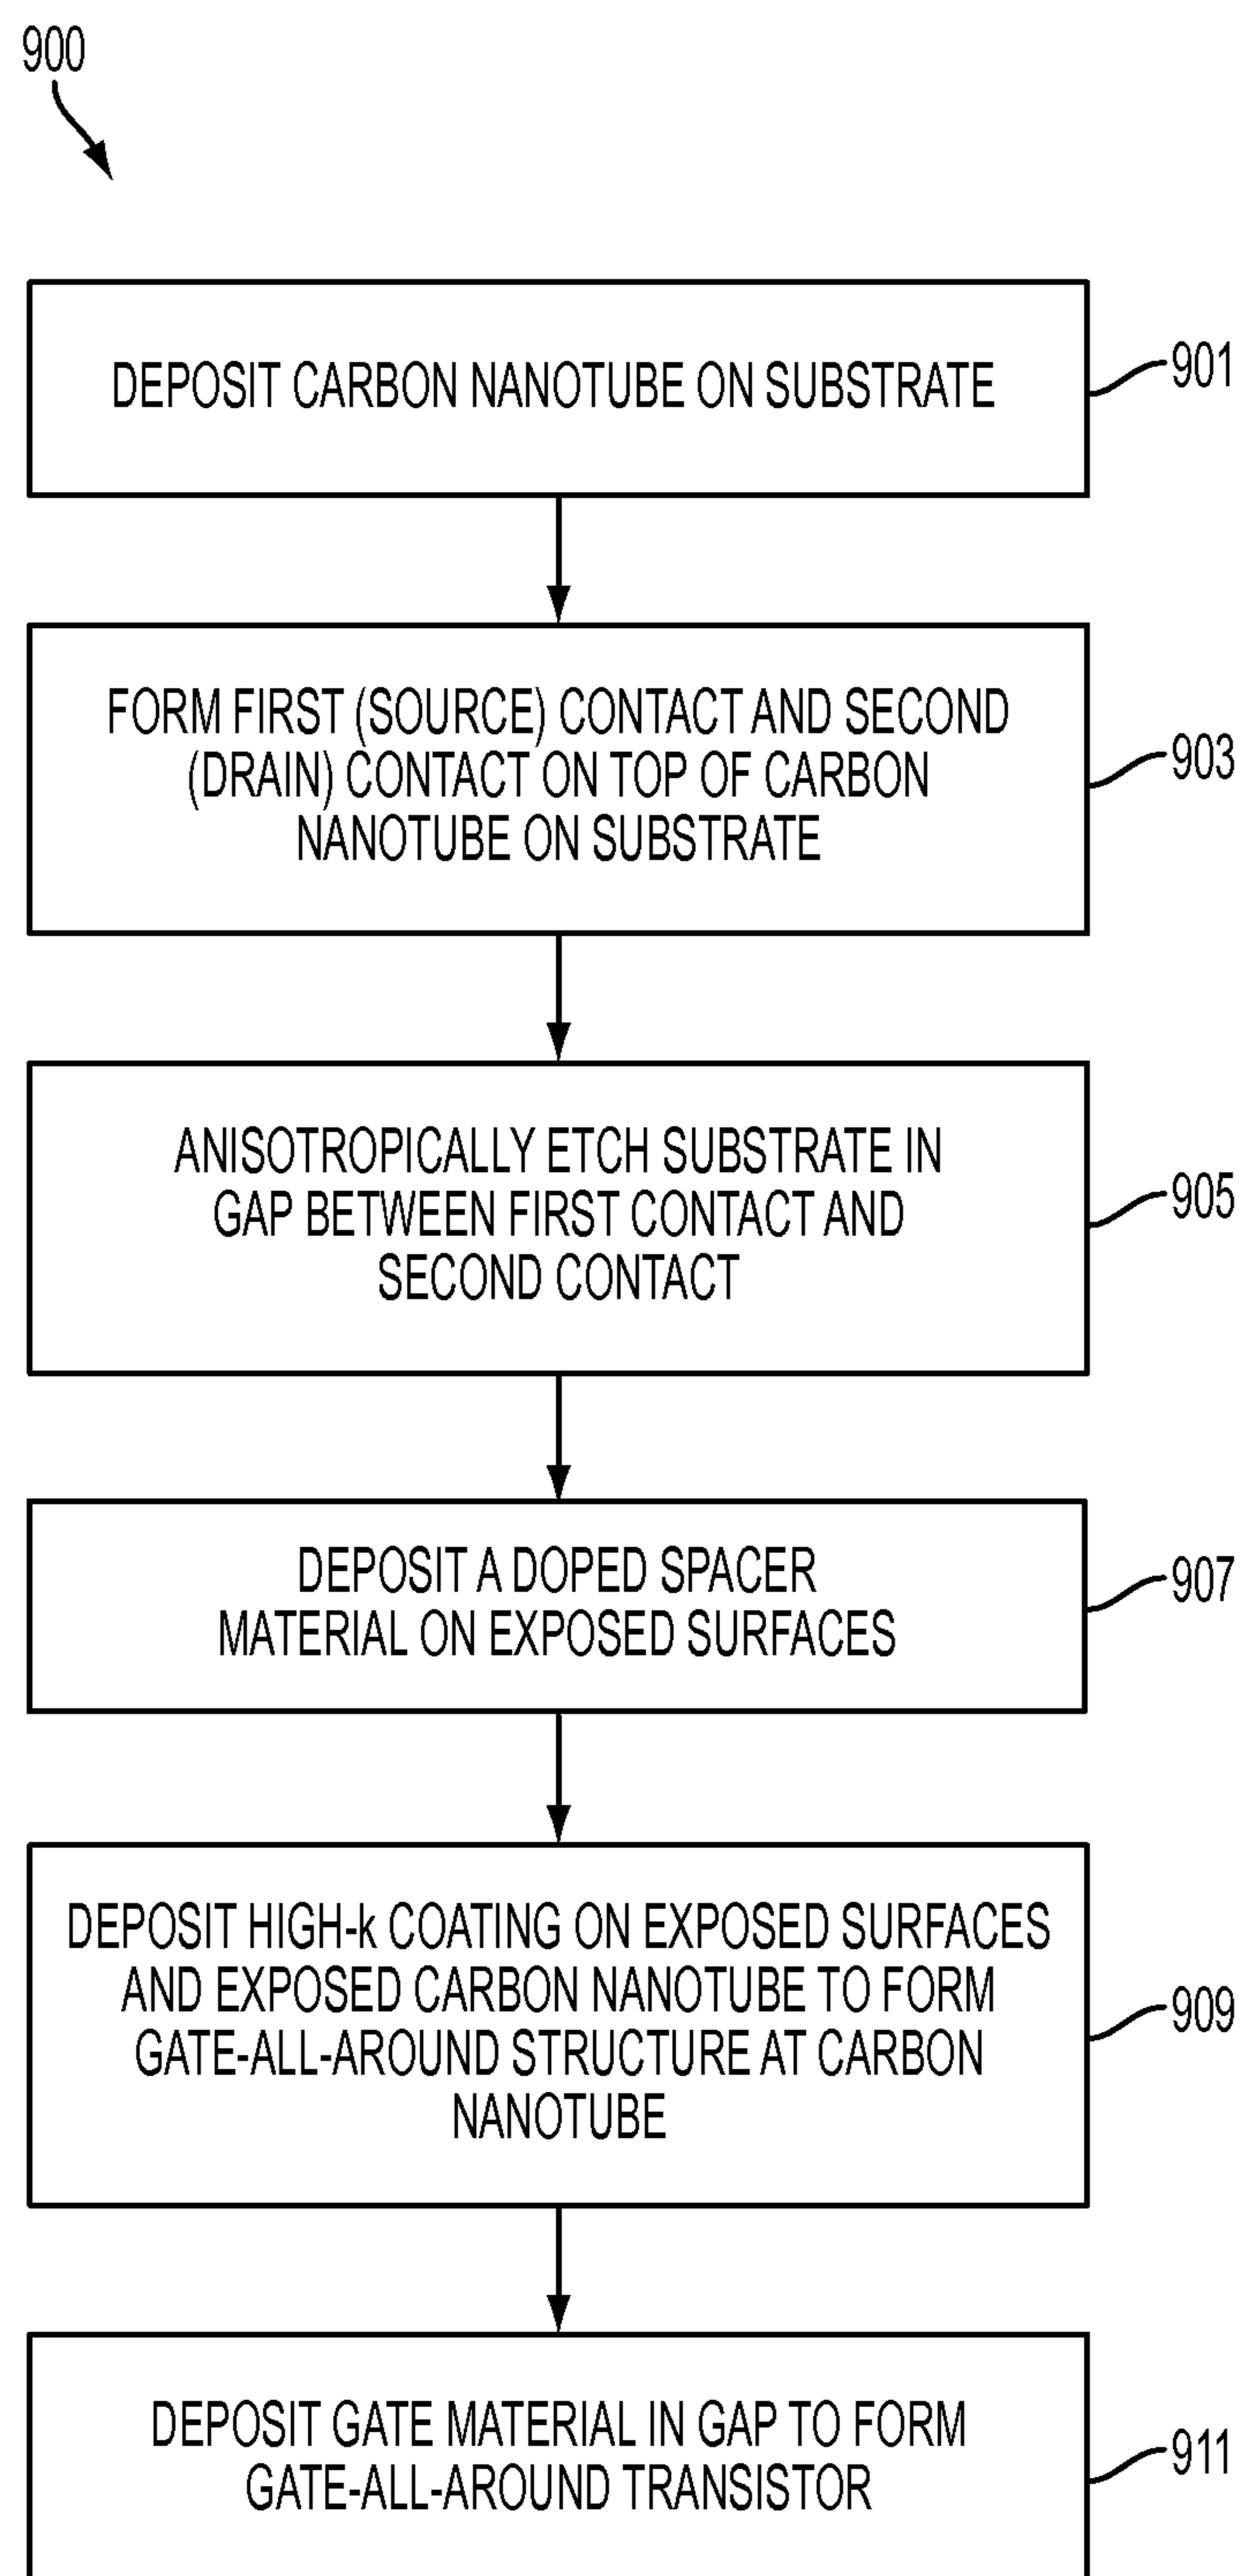 900
DEPOSIT CARBON NANOTUBE ON SUBSTRATE
901
FORM FIRST (SOURCE) CONTACT AND SECOND
(DRAIN) CONTACT ON TOP OF CARBON
NANOTUBE ON SUBSTRATE
903
ANISOTROPICALLY ETCH SUBSTRATE IN
GAP BETWEEN FIRST CONTACT AND
SECOND CONTACT
905
DEPOSIT A DOPED SPACER
MATERIAL ON EXPOSED SURFACES
907
DEPOSIT HIGH-k COATING ON EXPOSED SURFACES
AND EXPOSED CARBON NANOTUBE TO FORM
GATE-ALL-AROUND STRUCTURE AT CARBON
NANOTUBE
909
DEPOSIT GATE MATERIAL IN GAP TO FORM
GATE-ALL-AROUND TRANSISTOR
911